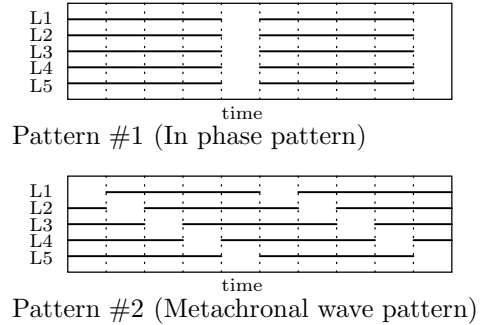 L1
L2
L3
L4
L5
time
Pattern #1 (In phase pattern)
L1
L2
L3
L4
L5
time
Pattern #2 (Metachronal wave pattern)